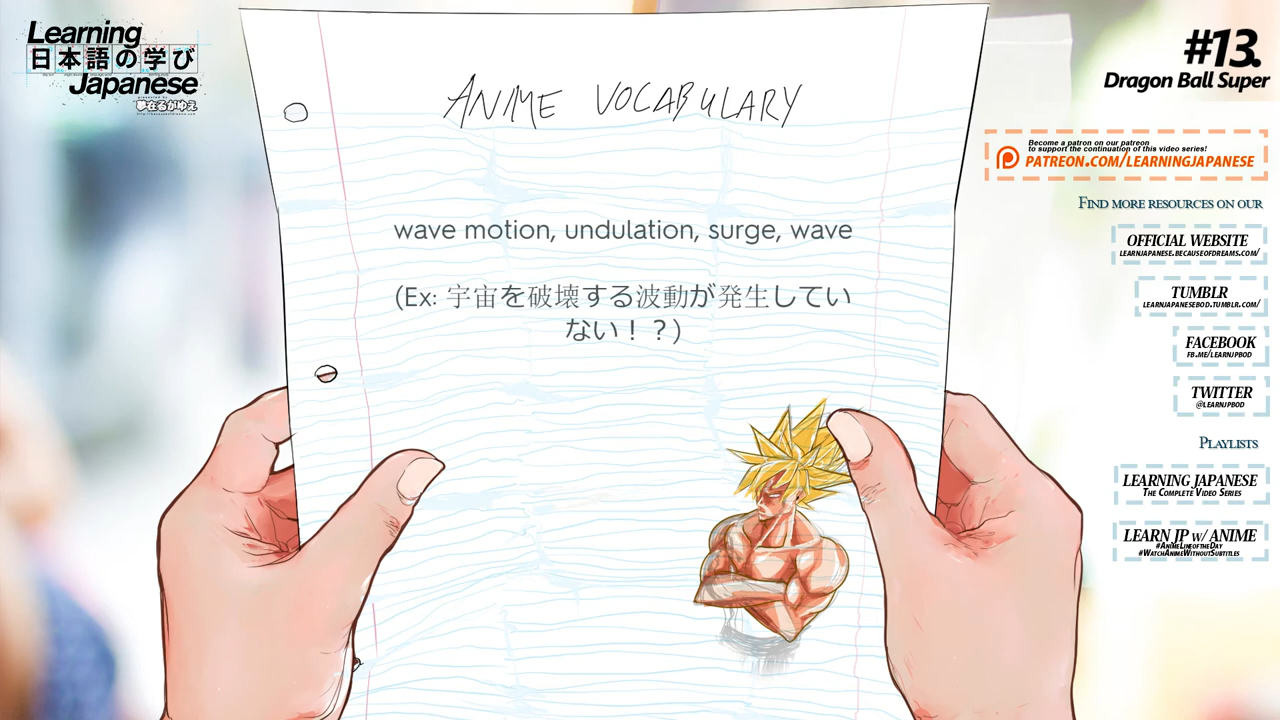 Learning
日本語の学び
Japanese
夢在るがゆえ
ANIME VOCABULARY
wave motion, undulation, surge, wave
(Ex: 宇宙を破壊する波動が発生してい
ない！？)
#13.
Dragon Ball Super
Become a patron on our patreon
to support the continuation of this video series!
PATREON.COM/LEARNINGJAPANESE
FIND MORE RESOURCES ON OUR
OFFICIAL WEBSITE
LEARNJAPANESE.BECAUSEOFDREAMS.COM/
TUMBLR
LEARNJAPANESEBOD.TUMBLR.COM/
FACEBOOK
FB.ME/LEARNJPBOD
TWITTER
@LEARNJPBOD
PLAYLISTS
LEARNING JAPANESE
THE COMPLETE VIDEO SERIES
LEARN JP W/ ANIME
#ANIMELINEOFTHEDAY
#WATCHANIMEWITHOUTSUBTITLES